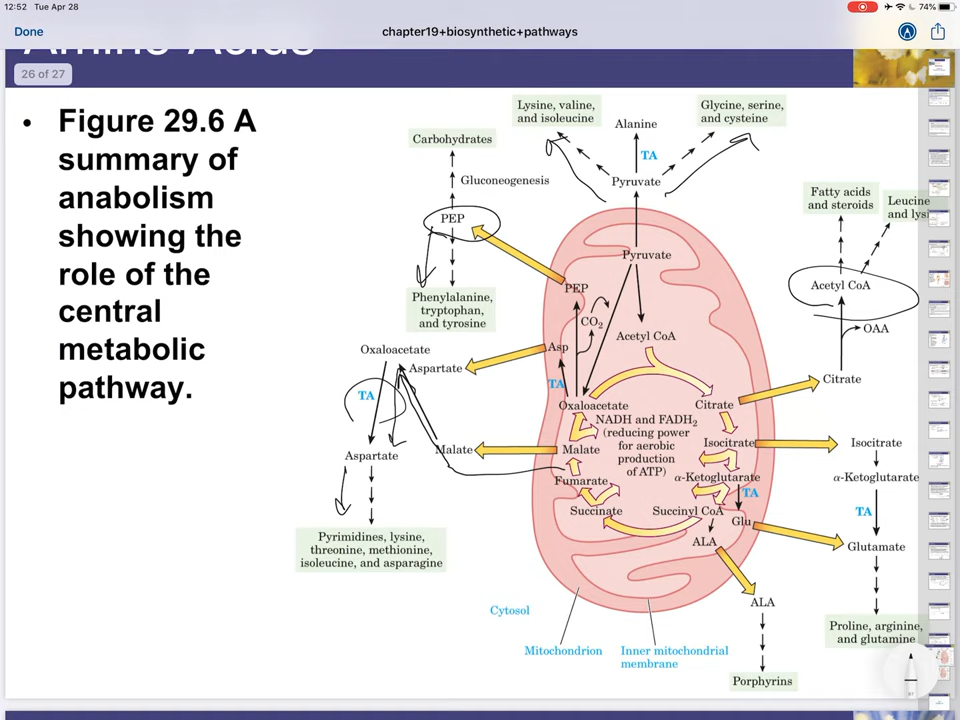 12:52 Tue Apr 28
74%
Done
chapter19+biosynthetic+pathways
Amino Acids
26 of 27
• Figure 29.6 A
summary of
anabolism
showing the
role of the
central
metabolic
pathway.
Carbohydrates
Gluconeogenesis
PEP
Phenylalanine,
tryptophan,
and tyrosine
Lysine, valine,
and isoleucine
Alanine
TA
Glycine, serine,
and cysteine
Pyruvate
Fatty acids
and steroids
Leucine
and lysi
Acetyl CoA
OAA
Citrate
Pyruvate
PEP
CO2
Acetyl CoA
Asp
TA
Oxaloacetate
Citrate
NADH and FADH2
(reducing power
for aerobic
production
of ATP)
Isocitrate
α-Ketoglutarate
TA
Glu
Succinyl CoA
ALA
Succinate
Fumarate
Malate
Oxaloacetate
Aspartate
TA
Aspartate
Malate
Pyrimidines, lysine,
threonine, methionine,
isoleucine, and asparagine
Isocitrate
α-Ketoglutarate
TA
Glutamate
Proline, arginine,
and glutamine
ALA
Porphyrins
Cytosol
Mitochondrion
Inner mitochondrial
membrane